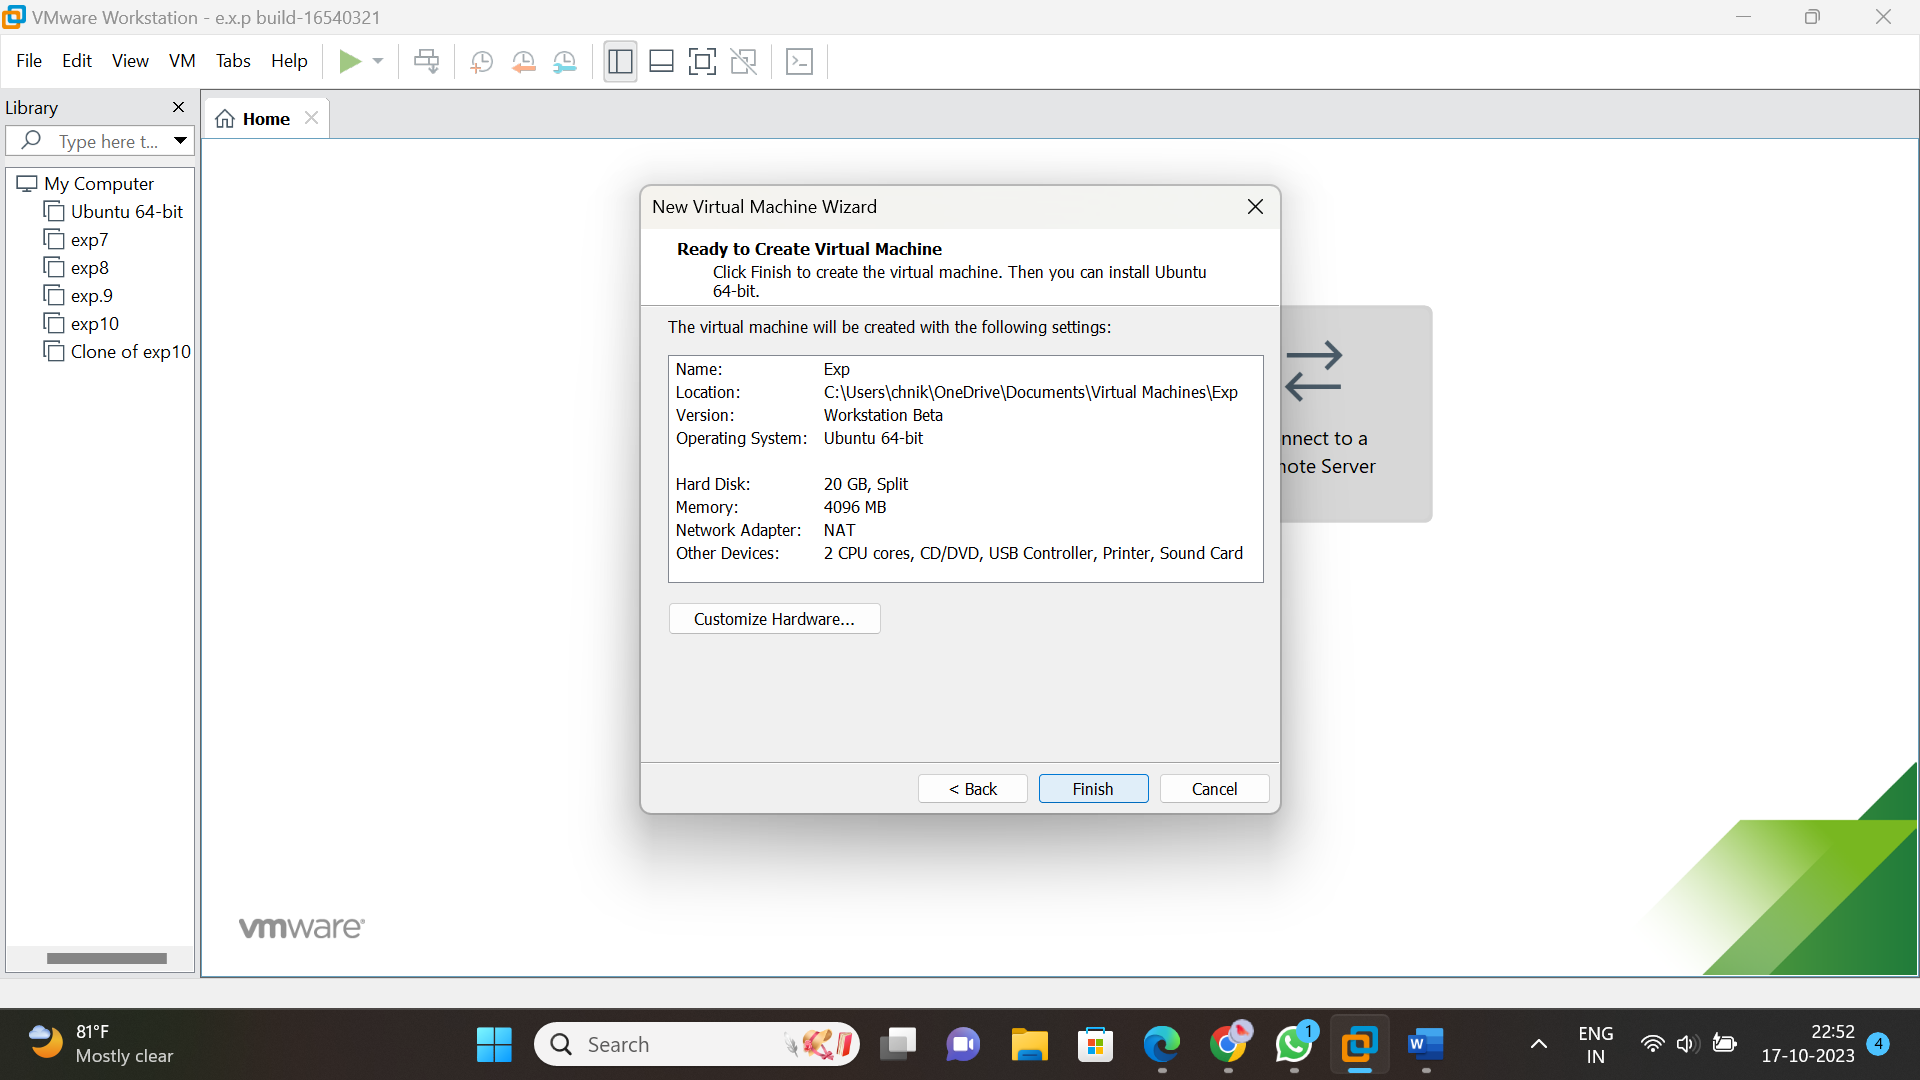 VMware Workstation - e.x.p build-16540321
File Edit View VM Tabs Help
Library
Home
Type here t...
My Computer
Ubuntu 64-bit
exp7
exp8
exp.9
exp10
Clone of exp10
New Virtual Machine Wizard
Ready to Create Virtual Machine
Click Finish to create the virtual machine. Then you can install Ubuntu
64-bit.
The virtual machine will be created with the following settings:
Name: Exp
Location: C:\Users\chnik\OneDrive\Documents\Virtual Machines\Exp
Version: Workstation Beta
Operating System: Ubuntu 64-bit
Hard Disk: 20 GB, Split
Memory: 4096 MB
Network Adapter: NAT
Other Devices: 2 CPU cores, CD/DVD, USB Controller, Printer, Sound Card
Customize Hardware...
< Back Finish Cancel
nnect to a
note Server
vmware
81°F
Mostly clear
Search
1
W
ENG
IN
22:52
17-10-2023
4